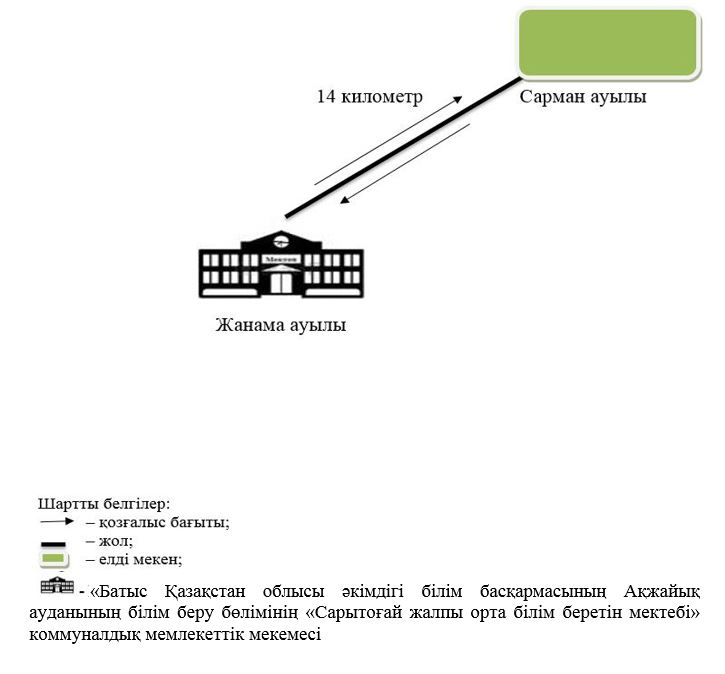 14 километр
Сарман ауылы
Мектеп
Жанама ауылы
Шартты белгілер:
– қозғалыс бағыты;
– жол;
– елді мекен;
- «Батыс Қазақстан облысы әкімдігі білім басқармасының Ақжайық
ауданының білім беру бөлімінің «Сарытоғай жалпы орта білім беретін мектебі»
коммуналдық мемлекеттік мекемесі